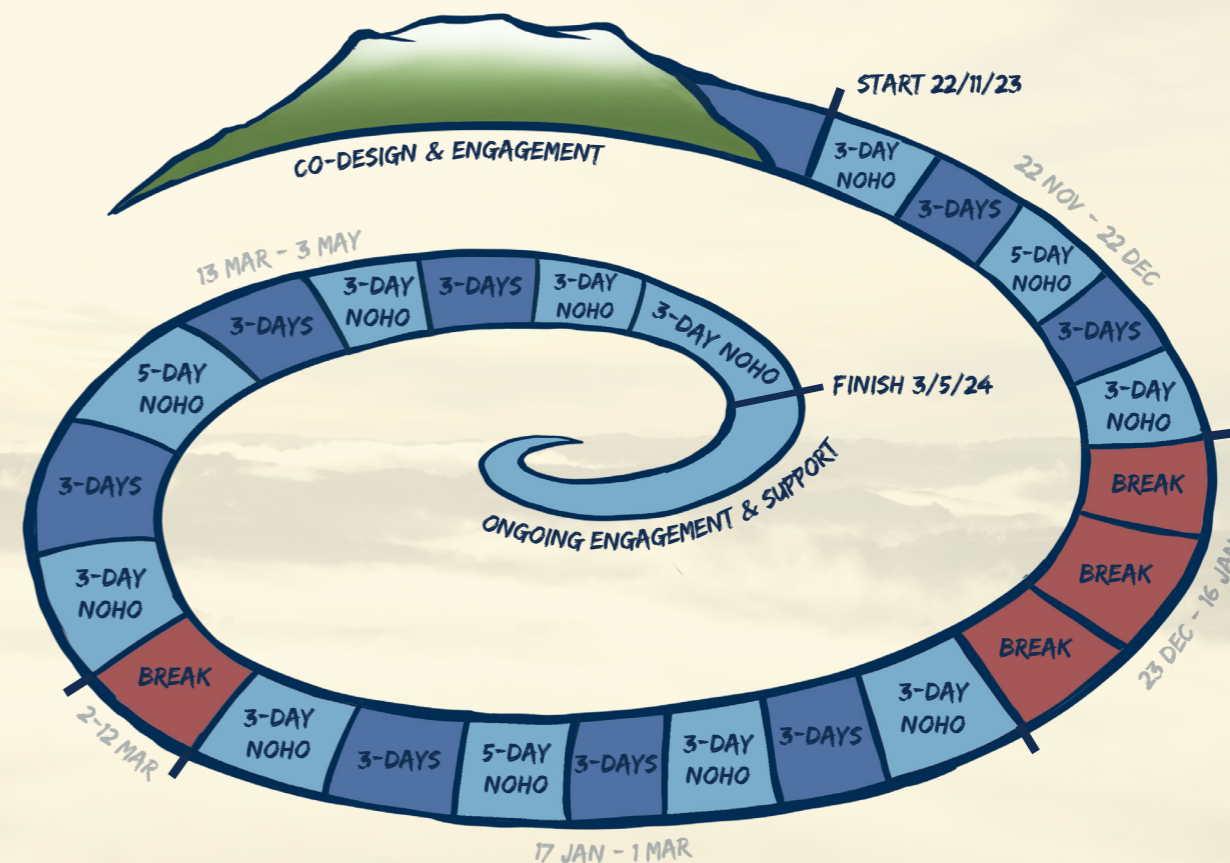 CO-DESIGN & ENGAGEMENT
START 22/11/23
3-DAY
NOHO
3-DAYS
5-DAY
NOHO
3-DAYS
3-DAY
NOHO
22 NOV - 22 DEC
BREAK
BREAK
BREAK
23 DEC - 16 JAN
3-DAY
NOHO
3-DAYS
3-DAY
NOHO
3-DAYS
5-DAY
NOHO
3-DAYS
3-DAY
NOHO
17 JAN - 1 MAR
BREAK
2-12 MAR
3-DAY
NOHO
3-DAYS
5-DAY
NOHO
3-DAYS
3-DAY
NOHO
3-DAYS
3-DAY
NOHO
3-DAY NOHO
13 MAR - 3 MAY
FINISH 3/5/24
ONGOING ENGAGEMENT & SUPPORT